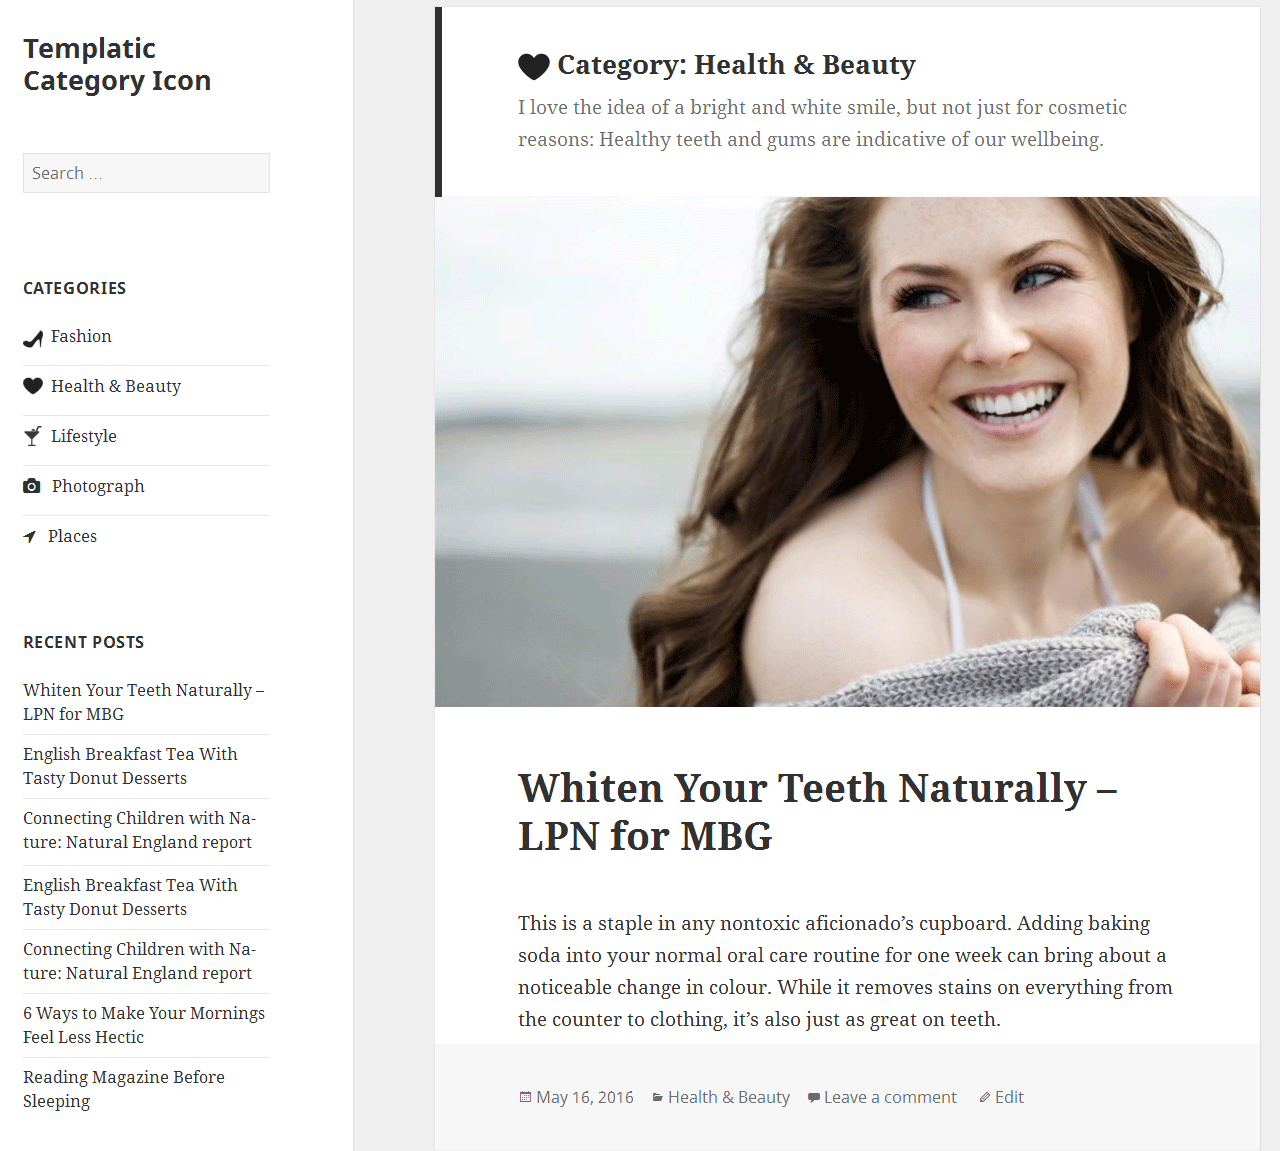 Templatic
Category Icon
Search ...
CATEGORIES
Fashion
Health & Beauty
Lifestyle
Photograph
Places
RECENT POSTS
Whiten Your Teeth Naturally –
LPN for MBG
English Breakfast Tea With
Tasty Donut Desserts
Connecting Children with Na-
ture: Natural England report
English Breakfast Tea With
Tasty Donut Desserts
Connecting Children with Na-
ture: Natural England report
6 Ways to Make Your Mornings
Feel Less Hectic
Reading Magazine Before
Sleeping
Category: Health & Beauty
I love the idea of a bright and white smile, but not just for cosmetic
reasons: Healthy teeth and gums are indicative of our wellbeing.
Whiten Your Teeth Naturally –
LPN for MBG
This is a staple in any nontoxic aficionado’s cupboard. Adding baking
soda into your normal oral care routine for one week can bring about a
noticeable change in colour. While it removes stains on everything from
the counter to clothing, it’s also just as great on teeth.
May 16, 2016 Health & Beauty Leave a comment Edit